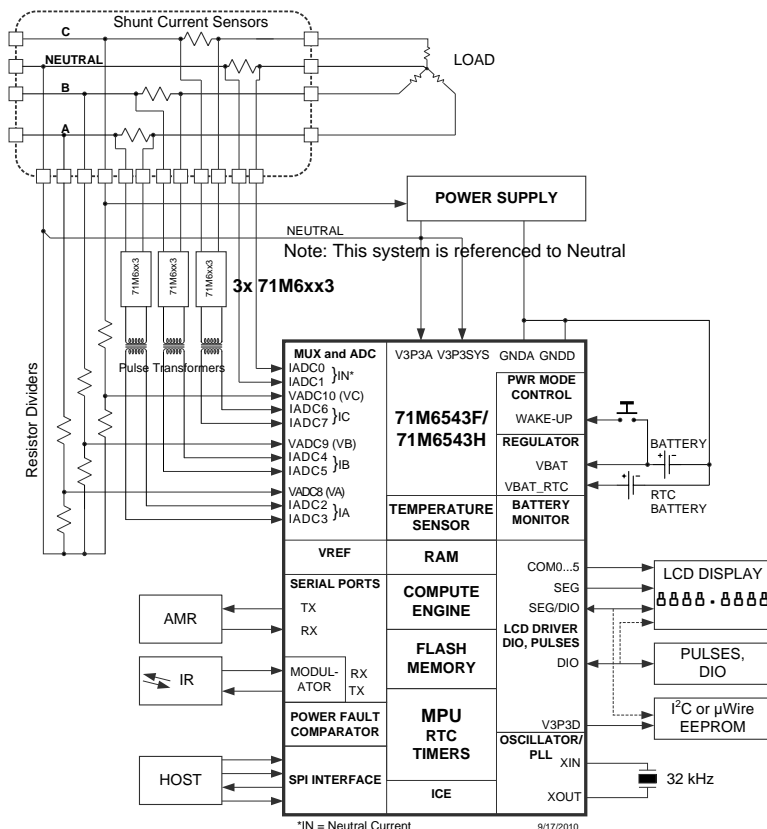 Shunt Current Sensors
C
NEUTRAL
B
A
LOAD
POWER SUPPLY
NEUTRAL
Note: This system is referenced to Neutral
71M6xx3
71M6xx3
71M6xx3
3x 71M6xx3
Pulse Transformers
Resistor Dividers
MUX and ADC
IADC0
IADC1
}IN*
VADC10 (VC)
IADC6
IADC7
}IC
VADC9 (VB)
IADC4
IADC5
}IB
VADC8 (VA)
IADC2
IADC3
}IA
V3P3A V3P3SYS GNDA GNDD
71M6543F/
71M6543H
PWR MODE
CONTROL
WAKE-UP
REGULATOR
VBAT
VBAT_RTC
BATTERY
RTC
BATTERY
TEMPERATURE
SENSOR
BATTERY
MONITOR
VREF
RAM
SERIAL PORTS
TX
RX
COMPUTE
ENGINE
FLASH
MEMORY
COM0...5
SEG
SEG/DIO
LCD DRIVER
DIO, PULSES
DIO
V3P3D
LCD DISPLAY
8888.8888
PULSES,
DIO
I²C or µWire
EEPROM
AMR
IR
MODUL-
ATOR
RX
TX
POWER FAULT
COMPARATOR
MPU
RTC
TIMERS
OSCILLATOR/
PLL
XIN
XOUT
32 kHz
HOST
SPI INTERFACE
ICE
*IN = Neutral Current
9/17/2010